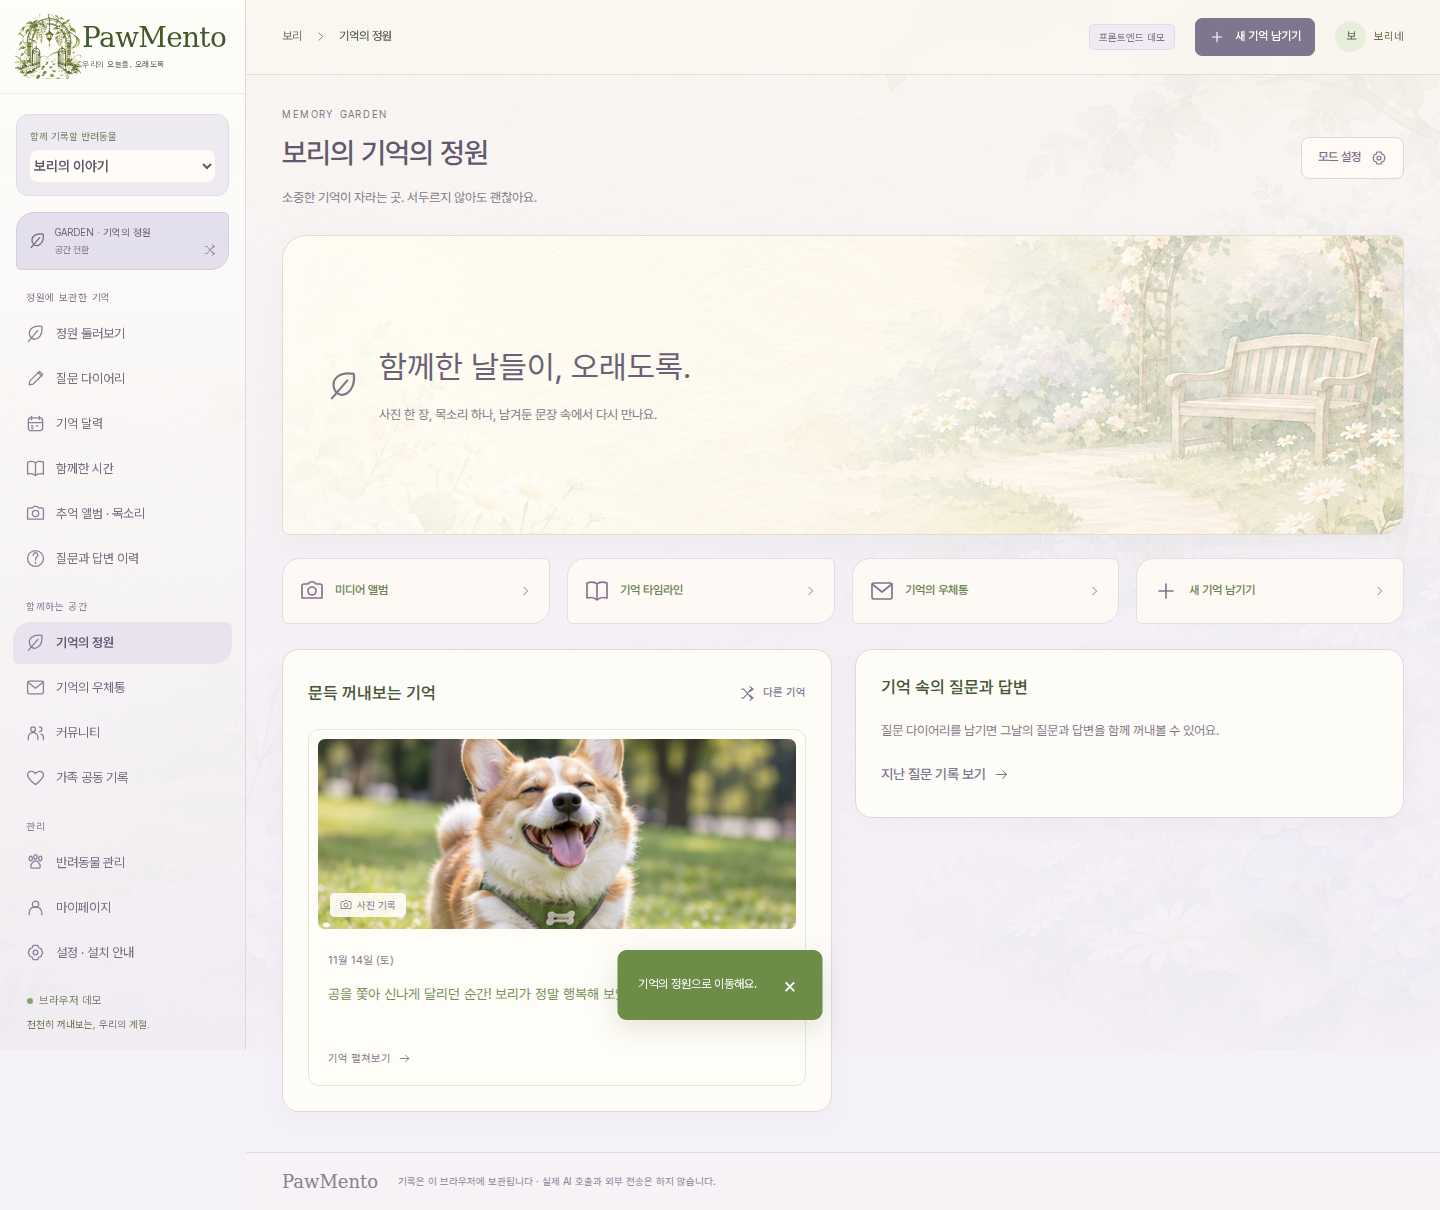 PawMento
우리의 오늘을, 오래도록
함께 기록할 반려동물
보리의 이야기
GARDEN · 기억의 정원
공간 전환
정원에 보관한 기억
정원 둘러보기
질문 다이어리
기억 달력
함께한 시간
추억 앨범 · 목소리
질문과 답변 이력
함께하는 공간
기억의 정원
기억의 우체통
커뮤니티
가족 공동 기록
관리
반려동물 관리
마이페이지
설정 · 설치 안내
브라우저 데모
천천히 꺼내보는, 우리의 계절.
보리 > 기억의 정원
프론트엔드 데모
새 기억 남기기
보 보리네
MEMORY GARDEN
보리의 기억의 정원
소중한 기억이 자라는 곳. 서두르지 않아도 괜찮아요.
모드 설정
함께한 날들이, 오래도록.
사진 한 장, 목소리 하나, 남겨둔 문장 속에서 다시 만나요.
미디어 앨범
기억 타임라인
기억의 우체통
새 기억 남기기
문득 꺼내보는 기억
다른 기억
사진 기록
11월 14일 (토)
공을 쫓아 신나게 달리던 순간! 보리가 정말 행복해
기억 펼쳐보기
기억의 정원으로 이동해요.
기억 속의 질문과 답변
질문 다이어리를 남기면 그날의 질문과 답변을 함께 꺼내볼 수 있어요.
지난 질문 기록 보기
PawMento
기록은 이 브라우저에 보관됩니다 · 실제 AI 호출과 외부 전송은 하지 않습니다.